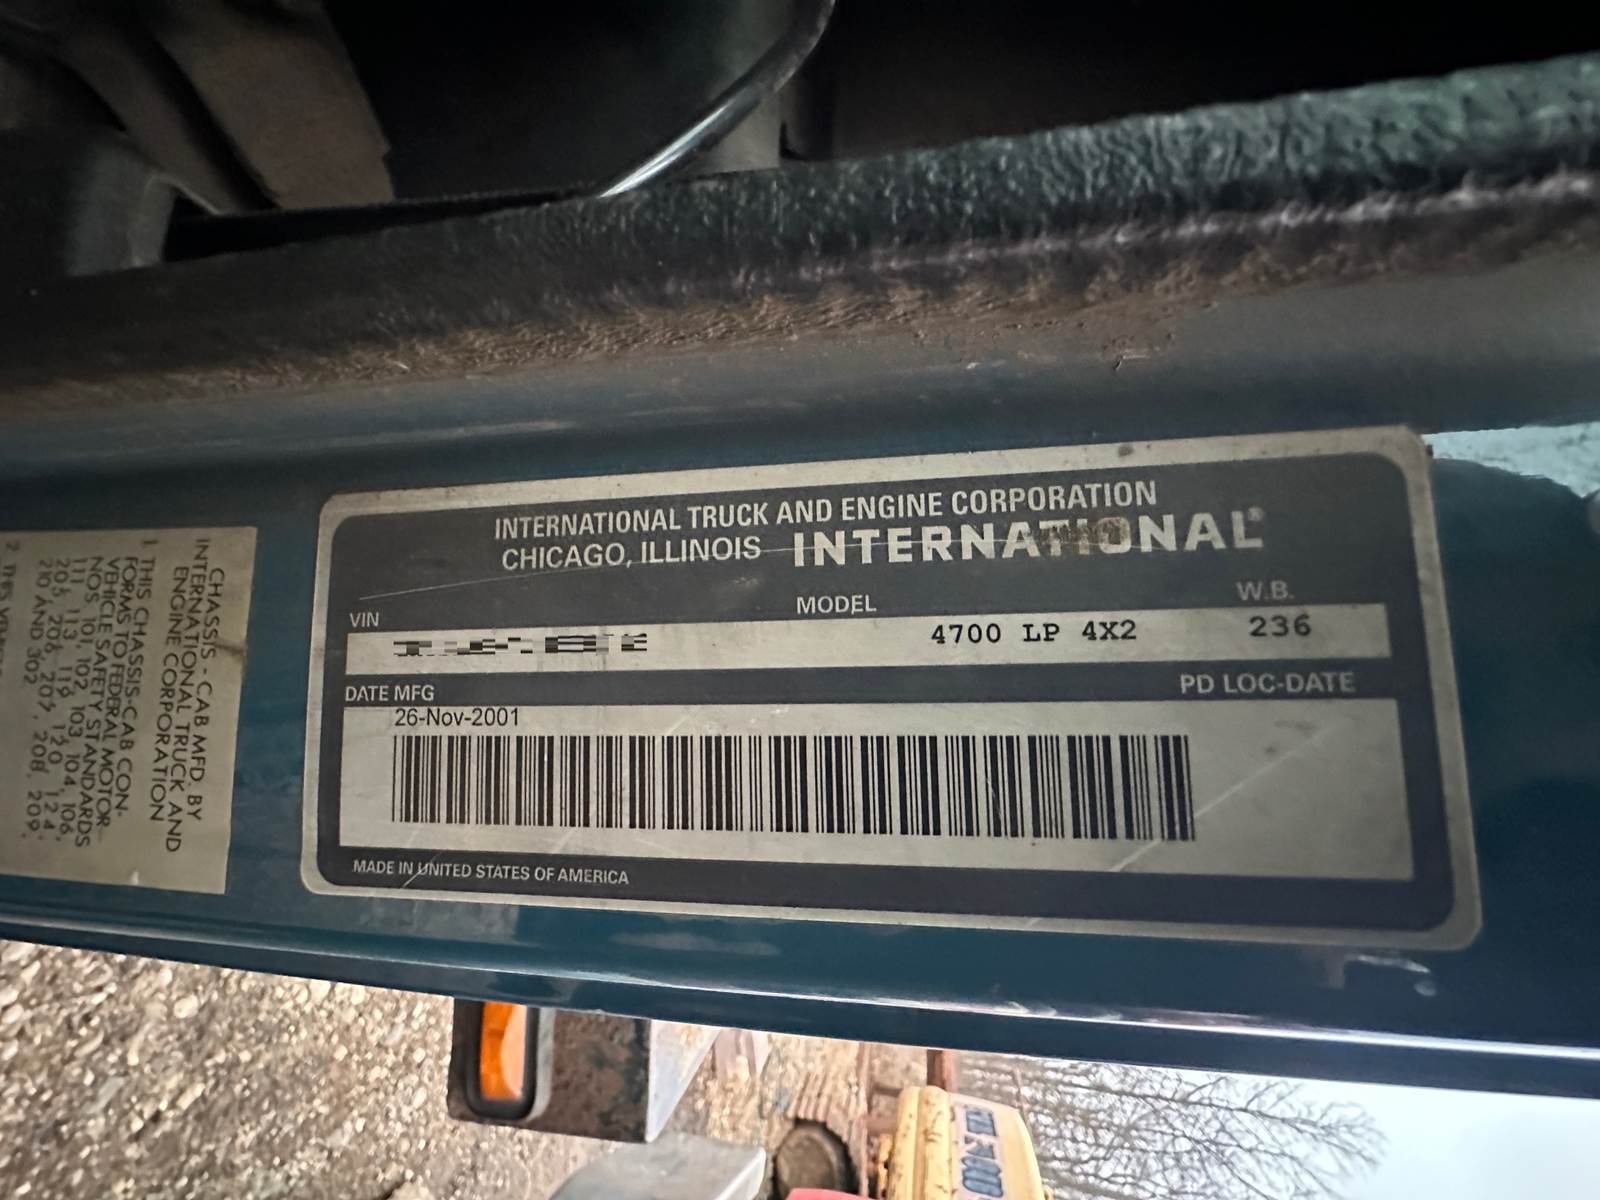 INTERNATIONAL TRUCK AND ENGINE CORPORATION
CHICAGO, ILLINOIS INTERNATIONAL®
VIN MODEL W.B.
4700 LP 4X2 236
DATE MFG PD LOC-DATE
26-Nov-2001
MADE IN UNITED STATES OF AMERICA
CHASSIS - CAB MFD. BY
INTERNATIONAL TRUCK AND
ENGINE CORPORATION
1. THIS CHASSIS-CAB CON-
FORMS TO FEDERAL MOTOR
VEHICLE SAFETY STANDARDS
NOS. 101, 102, 103, 104, 106,
111, 113, 116, 120, 124,
205, 206, 207, 208, 209,
210 AND 302.
2. THIS